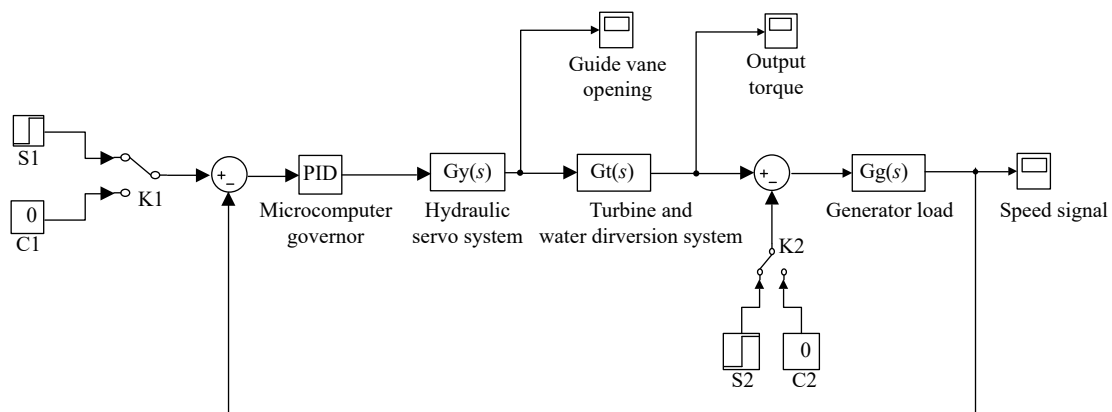 Guide vane
opening
Output
torque
S1
0
C1
K1
+
−
PID
Microcomputer
governor
Gy(s)
Hydraulic
servo system
Gt(s)
Turbine and
water dirversion system
+
−
K2
Gg(s)
Generator load
Speed signal
S2
0
C2